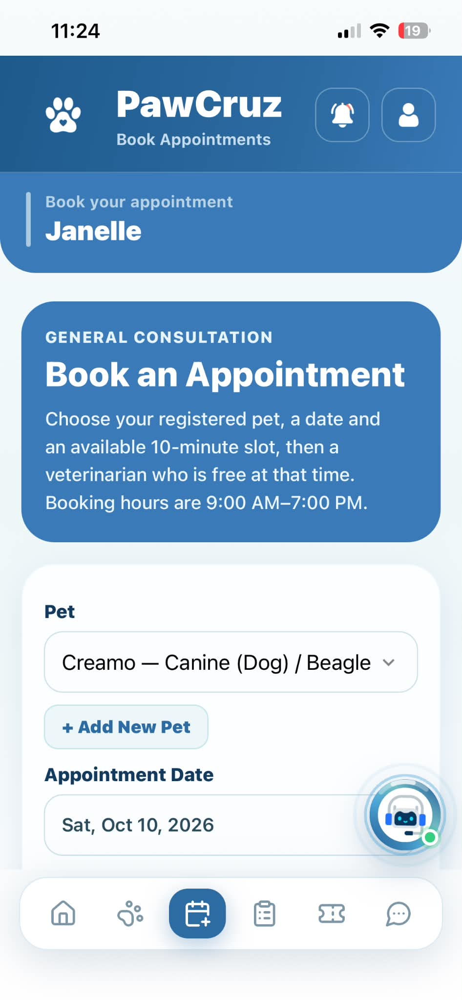 11:24
19
PawCruz
Book Appointments
Book your appointment
Janelle
GENERAL CONSULTATION
Book an Appointment
Choose your registered pet, a date and
an available 10-minute slot, then a
veterinarian who is free at that time.
Booking hours are 9:00 AM–7:00 PM.
Pet
Creamo — Canine (Dog) / Beagle
+ Add New Pet
Appointment Date
Sat, Oct 10, 2026